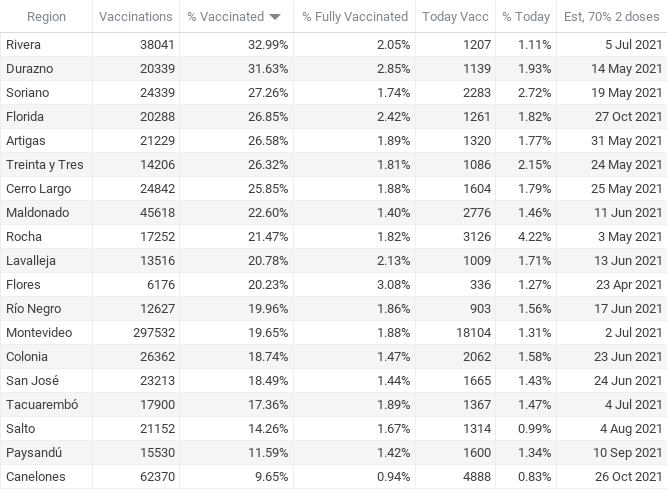 Region Vaccinations % Vaccinated % Fully Vaccinated Today Vacc % Today Est, 70% 2 doses
Rivera 38041 32.99% 2.05% 1207 1.11% 5 Jul 2021
Durazno 20339 31.63% 2.85% 1139 1.93% 14 May 2021
Soriano 24339 27.26% 1.74% 2283 2.72% 19 May 2021
Florida 20288 26.85% 2.42% 1261 1.82% 27 Oct 2021
Artigas 21229 26.58% 1.89% 1320 1.77% 31 May 2021
Treinta y Tres 14206 26.32% 1.81% 1086 2.15% 24 May 2021
Cerro Largo 24842 25.85% 1.88% 1604 1.79% 25 May 2021
Maldonado 45618 22.60% 1.40% 2776 1.46% 11 Jun 2021
Rocha 17252 21.47% 1.82% 3126 4.22% 3 May 2021
Lavalleja 13516 20.78% 2.13% 1009 1.71% 13 Jun 2021
Flores 6176 20.23% 3.08% 336 1.27% 23 Apr 2021
Río Negro 12627 19.96% 1.86% 903 1.56% 17 Jun 2021
Montevideo 297532 19.65% 1.88% 18104 1.31% 2 Jul 2021
Colonia 26362 18.74% 1.47% 2062 1.58% 23 Jun 2021
San José 23213 18.49% 1.44% 1665 1.43% 24 Jun 2021
Tacuarembó 17900 17.36% 1.89% 1367 1.47% 4 Jul 2021
Salto 21152 14.26% 1.67% 1314 0.99% 4 Aug 2021
Paysandú 15530 11.59% 1.42% 1600 1.34% 10 Sep 2021
Canelones 62370 9.65% 0.94% 4888 0.83% 26 Oct 2021